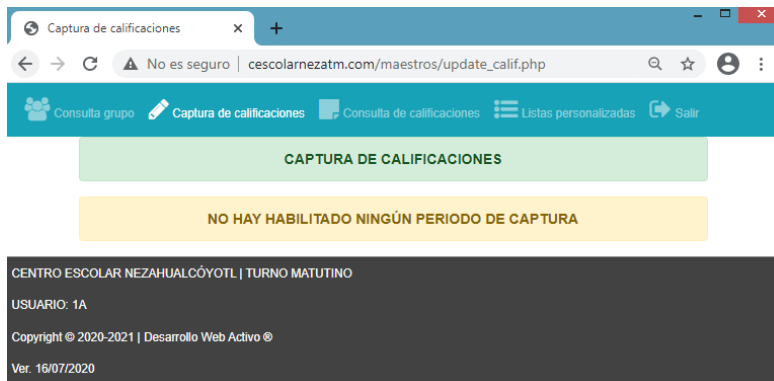 Captura de calificaciones
No es seguro | cescolarnezatm.com/maestros/update_calif.php
Consulta grupo Captura de calificaciones Consulta de calificaciones Listas personalizadas Salir
CAPTURA DE CALIFICACIONES
NO HAY HABILITADO NINGÚN PERIODO DE CAPTURA
CENTRO ESCOLAR NEZAHUALCÓYOTL | TURNO MATUTINO
USUARIO: 1A
Copyright © 2020-2021 | Desarrollo Web Activo ®
Ver. 16/07/2020